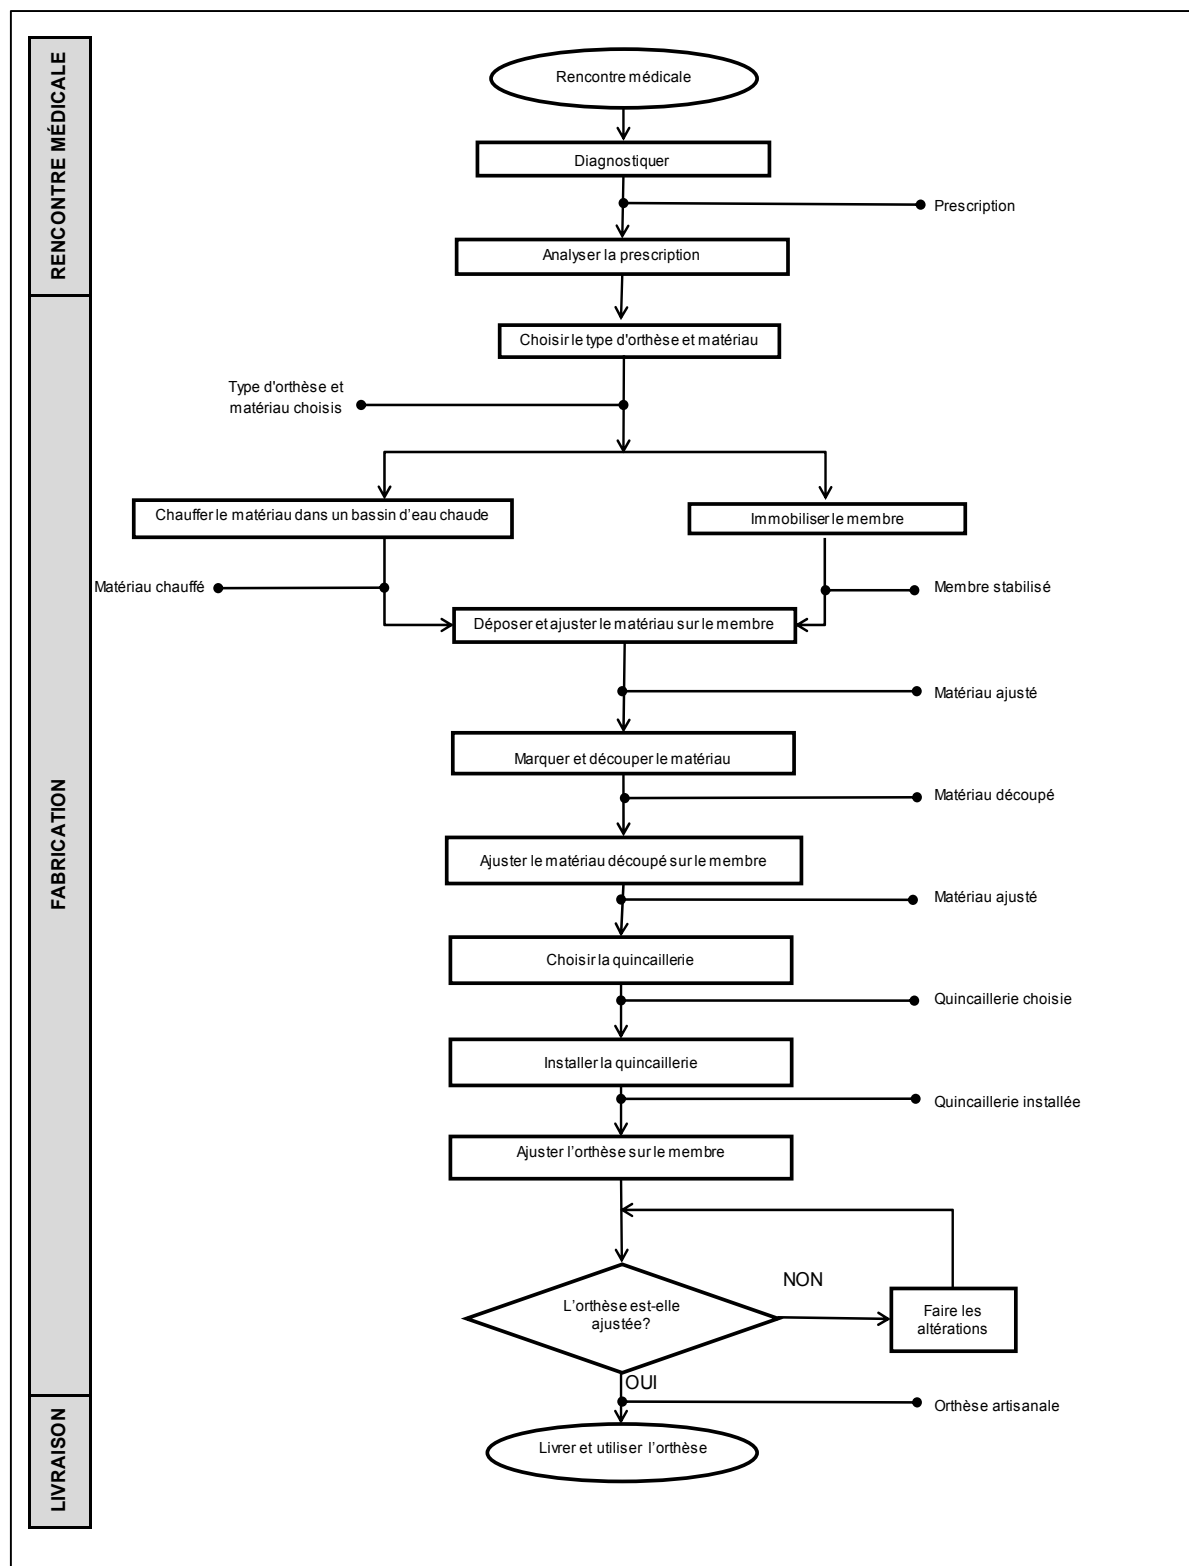 RENCONTRE MÉDICALE
Rencontre médicale
Diagnostiquer
Prescription
Analyser la prescription
FABRICATION
Choisir le type d'orthèse et matériau
Type d'orthèse et
matériau choisis
Chauffer le matériau dans un bassin d’eau chaude
Immobiliser le membre
Matériau chauffé
Membre stabilisé
Déposer et ajuster le matériau sur le membre
Matériau ajusté
Marquer et découper le matériau
Matériau découpé
Ajuster le matériau découpé sur le membre
Matériau ajusté
Choisir la quincaillerie
Quincaillerie choisie
Installer la quincaillerie
Quincaillerie installée
Ajuster l’orthèse sur le membre
L’orthèse est-elle
ajustée?
NON
Faire les
altérations
OUI
Orthèse artisanale
LIVRAISON
Livrer et utiliser l’orthèse